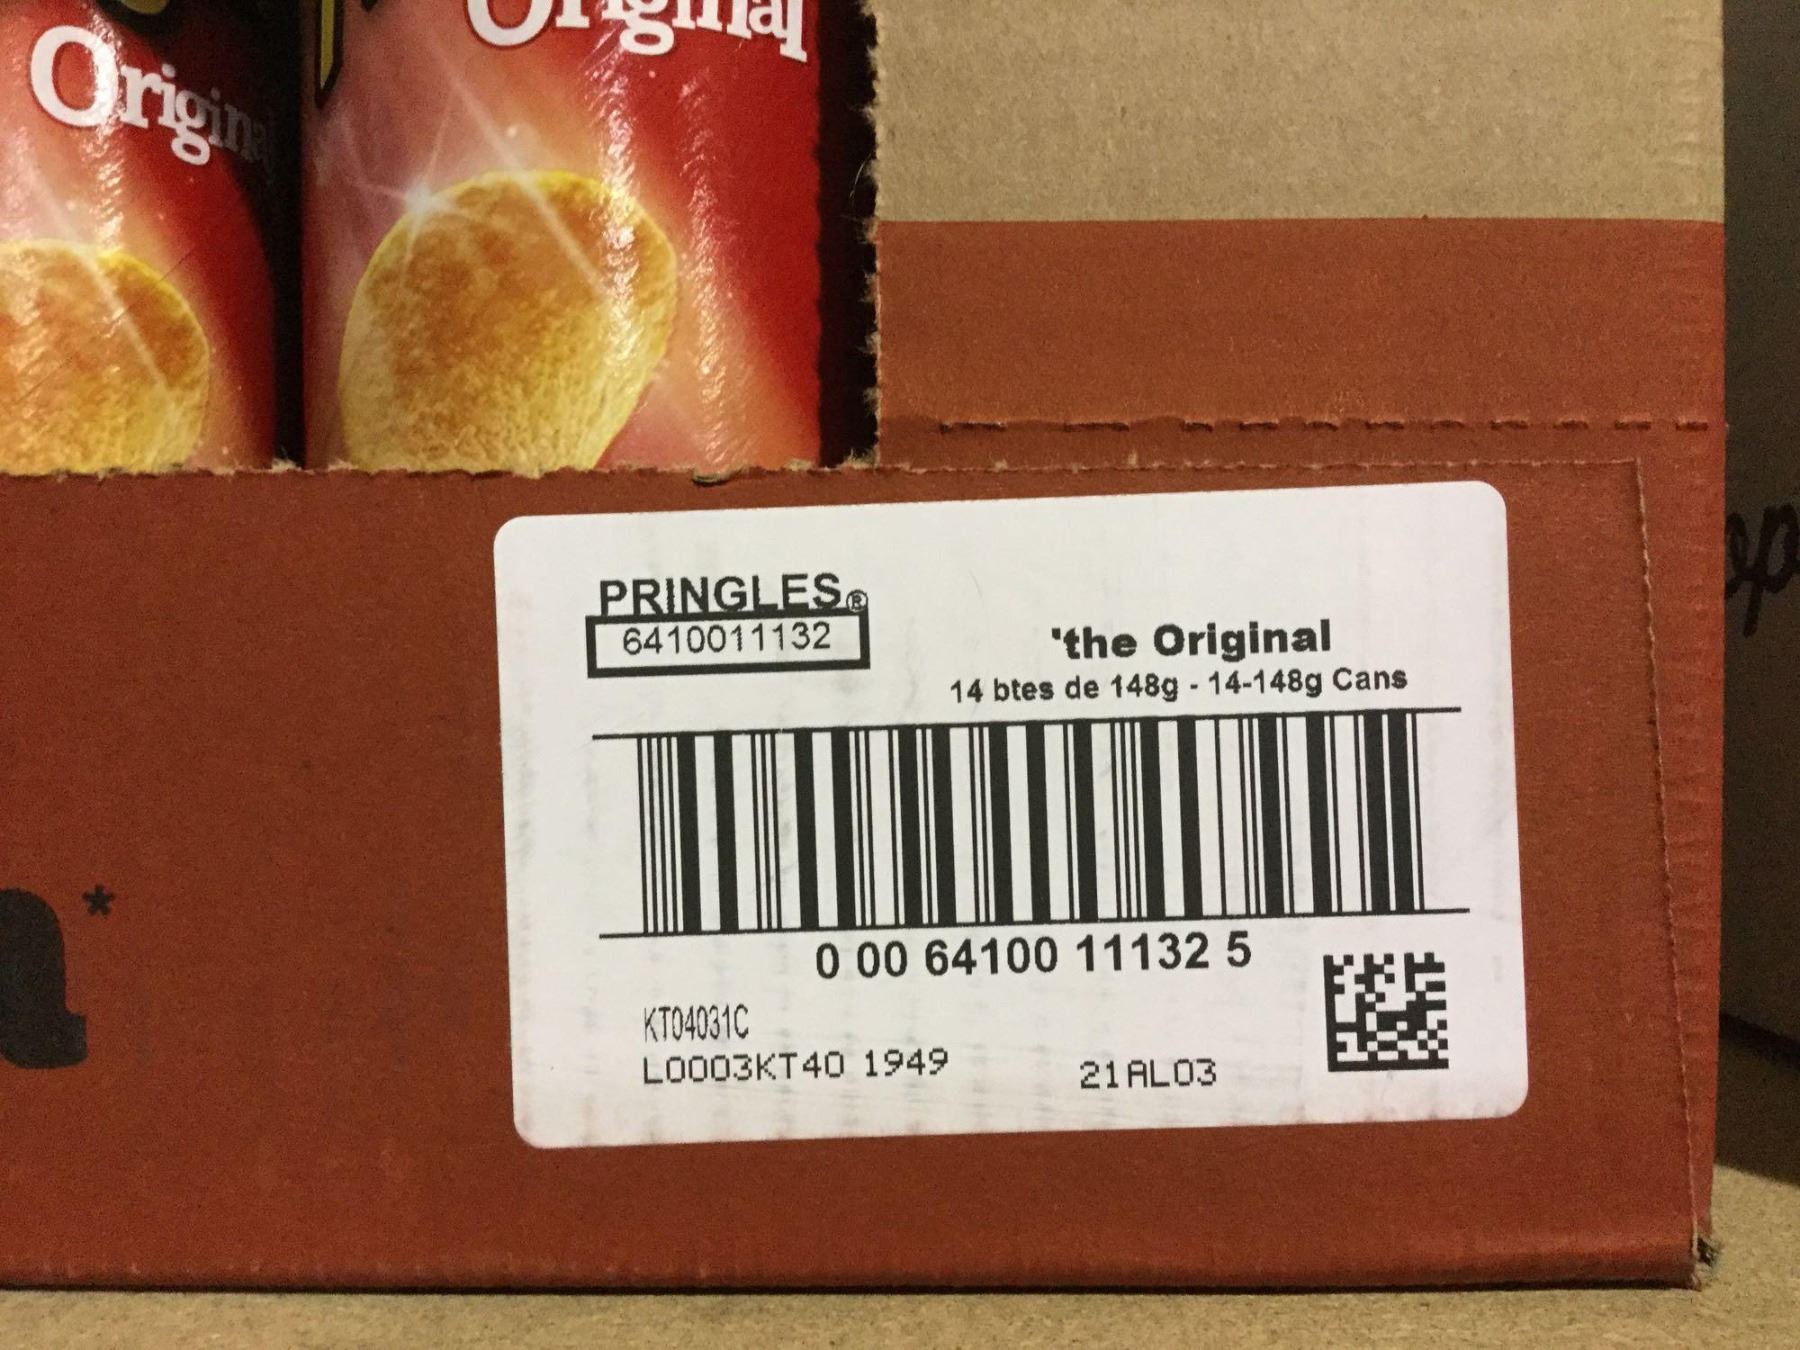 Original
Original
PRINGLES®
6410011132
'the Original
14 btes de 148g - 14-148g Cans
0 00 64100 11132 5
KT04031C
L0003KT40 1949
21AL03
*